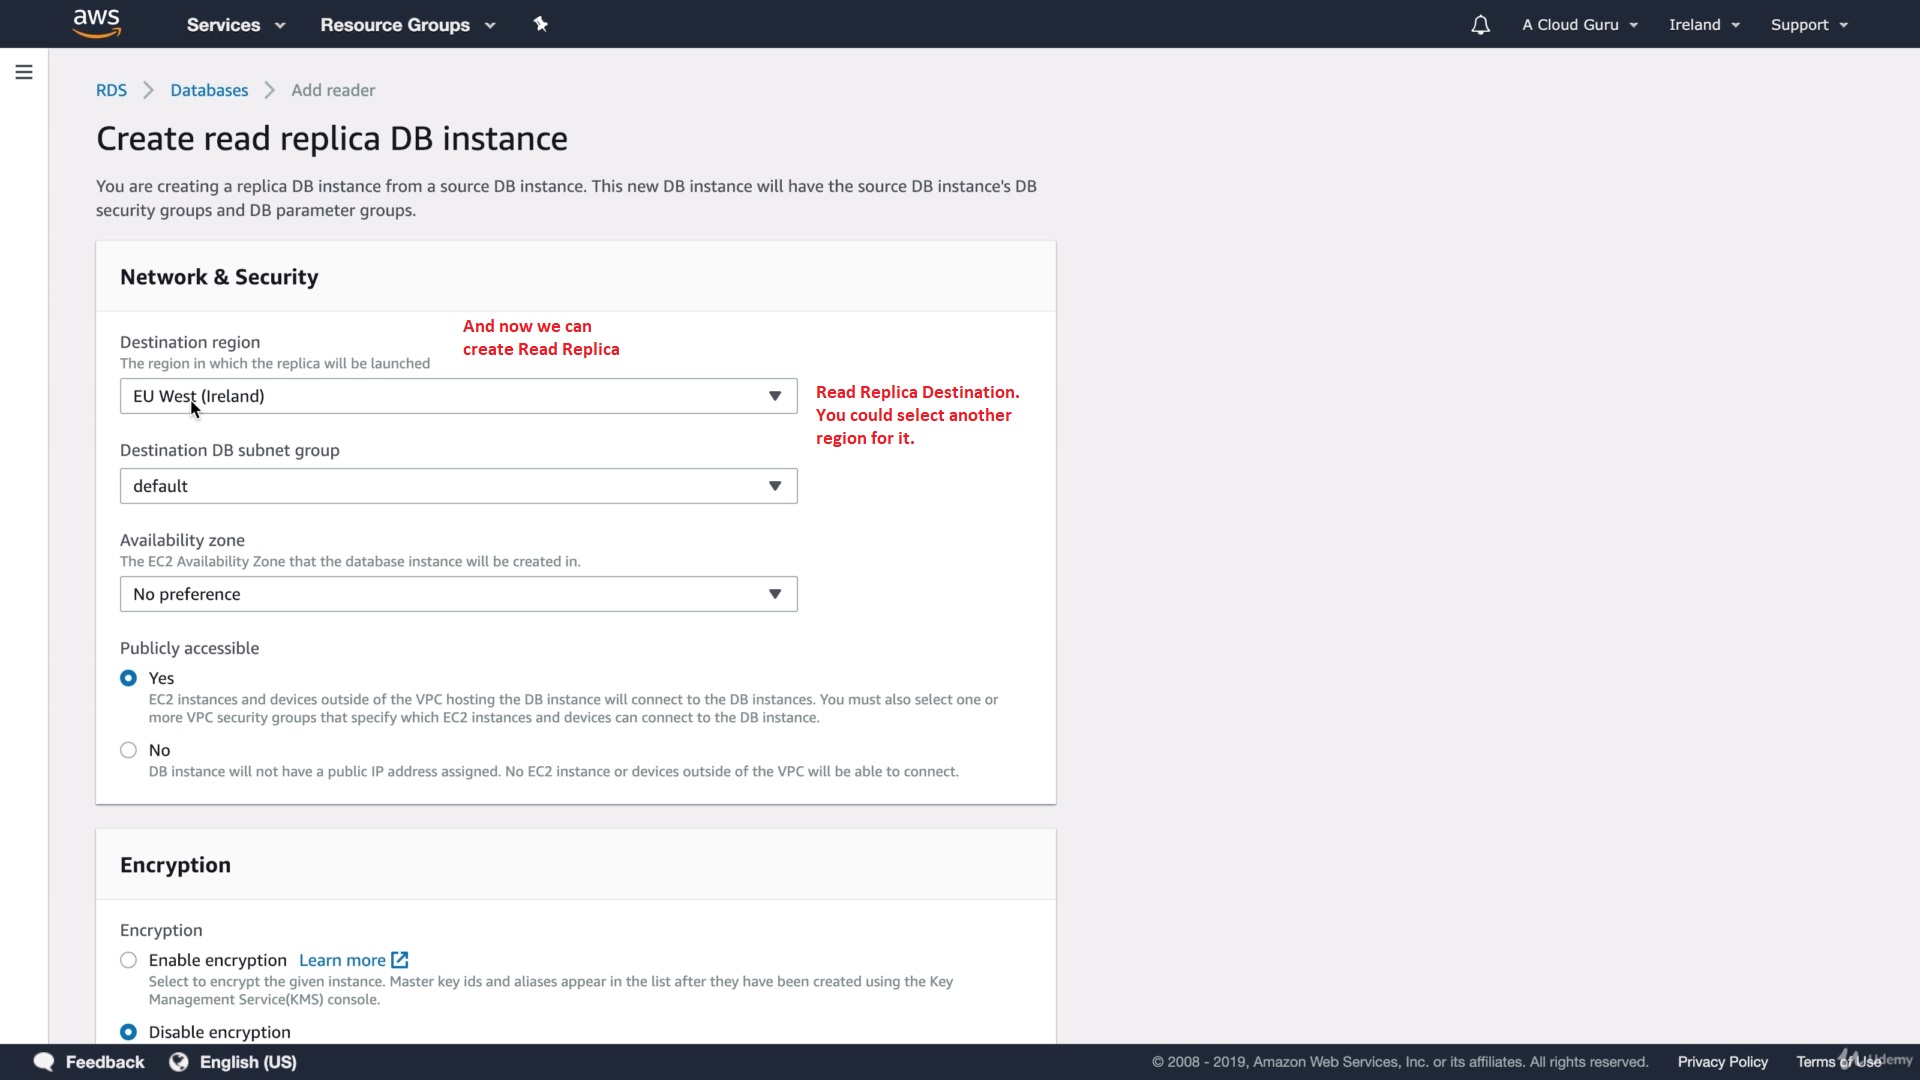 aws
Services
Resource Groups
A Cloud Guru
Ireland
Support
RDS > Databases > Add reader
Create read replica DB instance
You are creating a replica DB instance from a source DB instance. This new DB instance will have the source DB instance's DB
security groups and DB parameter groups.
Network & Security
And now we can
create Read Replica
Destination region
The region in which the replica will be launched
EU West (Ireland)
Read Replica Destination.
You could select another
region for it.
Destination DB subnet group
default
Availability zone
The EC2 Availability Zone that the database instance will be created in.
No preference
Publicly accessible
Yes
EC2 instances and devices outside of the VPC hosting the DB instance will connect to the DB instances. You must also select one or
more VPC security groups that specify which EC2 instances and devices can connect to the DB instance.
No
DB instance will not have a public IP address assigned. No EC2 instance or devices outside of the VPC will be able to connect.
Encryption
Encryption
Enable encryption Learn more
Select to encrypt the given instance. Master key ids and aliases appear in the list after they have been created using the Key
Management Service(KMS) console.
Disable encryption
Feedback
English (US)
© 2008 - 2019, Amazon Web Services, Inc. or its affiliates. All rights reserved.
Privacy Policy
Terms of Use
Udemy